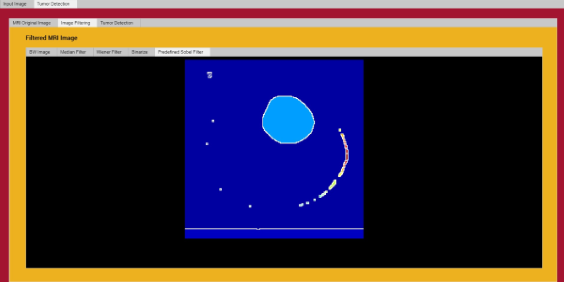 Input Image Tumor Detection
MRI Original Image Image Filtering Tumor Detection
Filtered MRI Image
BW Image Median Filter Wiener Filter Binarize Predefined Sobel Filter